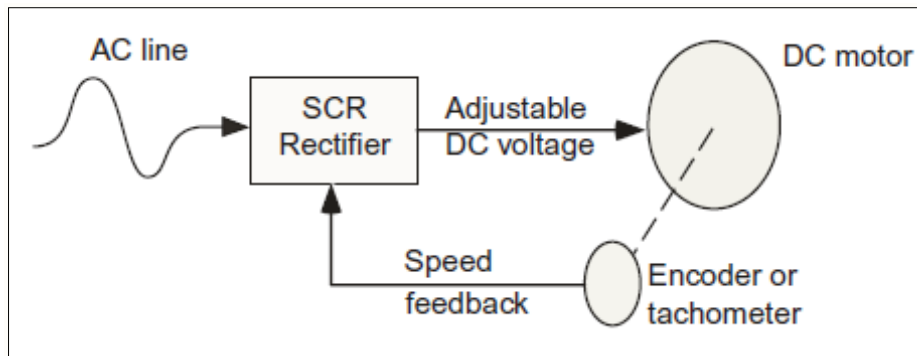 AC line
SCR
Rectifier
Adjustable
DC voltage
DC motor
Speed
feedback
Encoder or
tachometer